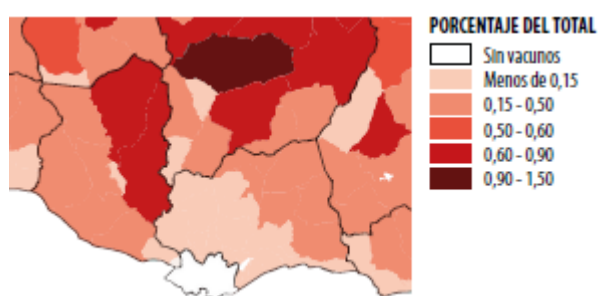 PORCENTAJE DEL TOTAL
Sin vacunos
Menos de 0,15
0,15 - 0,50
0,50 - 0,60
0,60 - 0,90
0,90 - 1,50